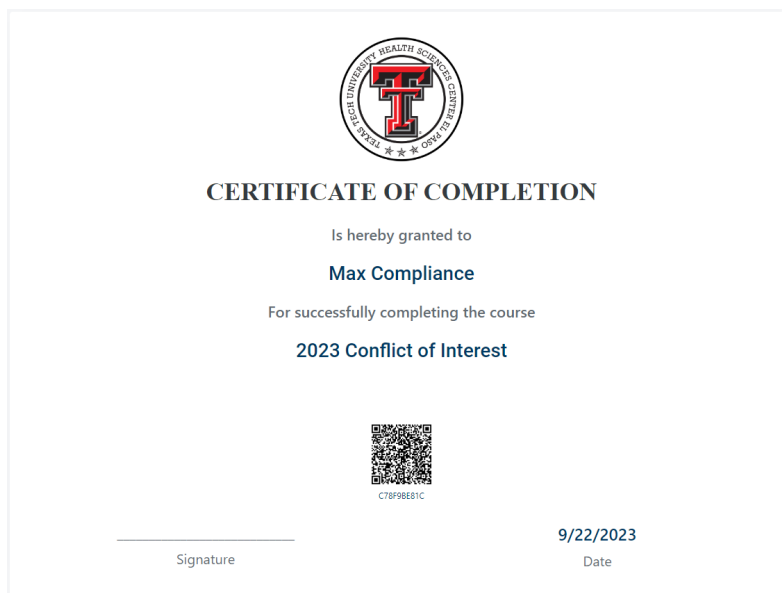 TEXAS TECH UNIVERSITY HEALTH SCIENCES CENTER EL PASO
CERTIFICATE OF COMPLETION
Is hereby granted to
Max Compliance
For successfully completing the course
2023 Conflict of Interest
C78F9BE81C
9/22/2023
Signature
Date